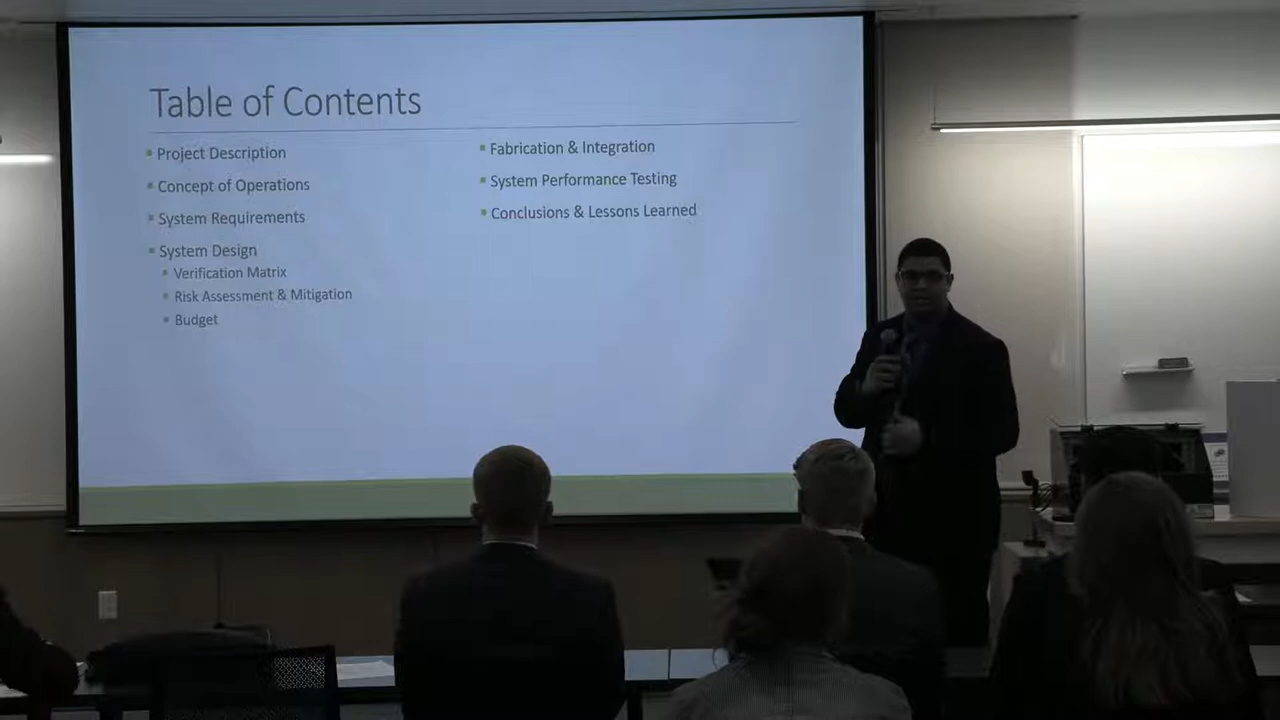 Table of Contents
Project Description
Concept of Operations
System Requirements
System Design
Verification Matrix
Risk Assessment & Mitigation
Budget
Fabrication & Integration
System Performance Testing
Conclusions & Lessons Learned